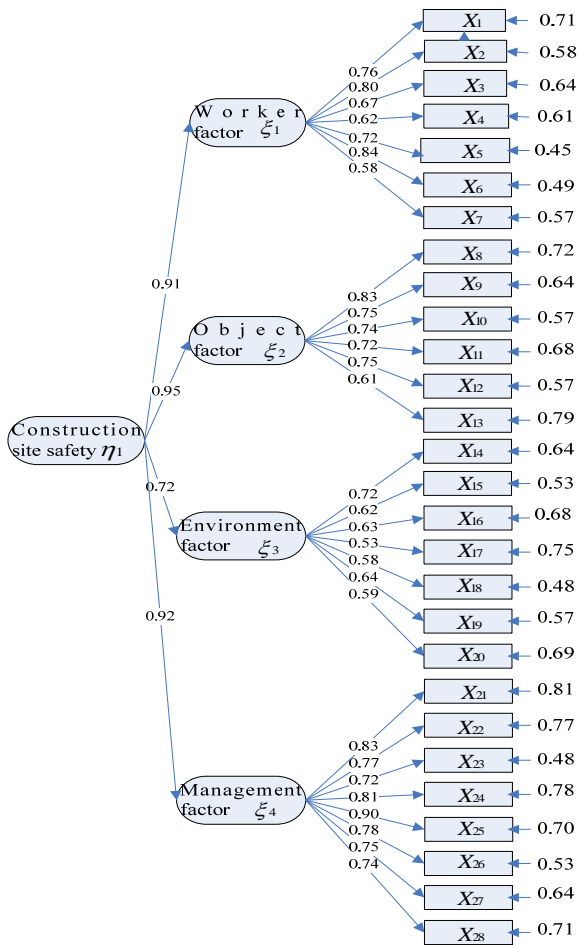 X1 0.71
X2 0.58
0.76
0.80
X3 0.64
0.67
Worker
factor ξ1
0.62
X4 0.61
0.72
X5 0.45
0.84
0.58
X6 0.49
X7 0.57
X8 0.72
0.91
X9 0.64
0.83
0.75
X10 0.57
Object
factor ξ2
0.74
0.72
X11 0.68
0.75
X12 0.57
0.61
0.95
X13 0.79
Construction
site safety η1
X14 0.64
0.72
X15 0.53
0.72
0.62
X16 0.68
Environment
factor ξ3
0.63
0.53
X17 0.75
0.58
0.64
X18 0.48
0.59
0.92
X19 0.57
X20 0.69
X21 0.81
X22 0.77
0.83
0.77
X23 0.48
0.72
Management
factor ξ4
0.81
X24 0.78
0.90
X25 0.70
0.78
0.75
X26 0.53
0.74
X27 0.64
X28 0.71